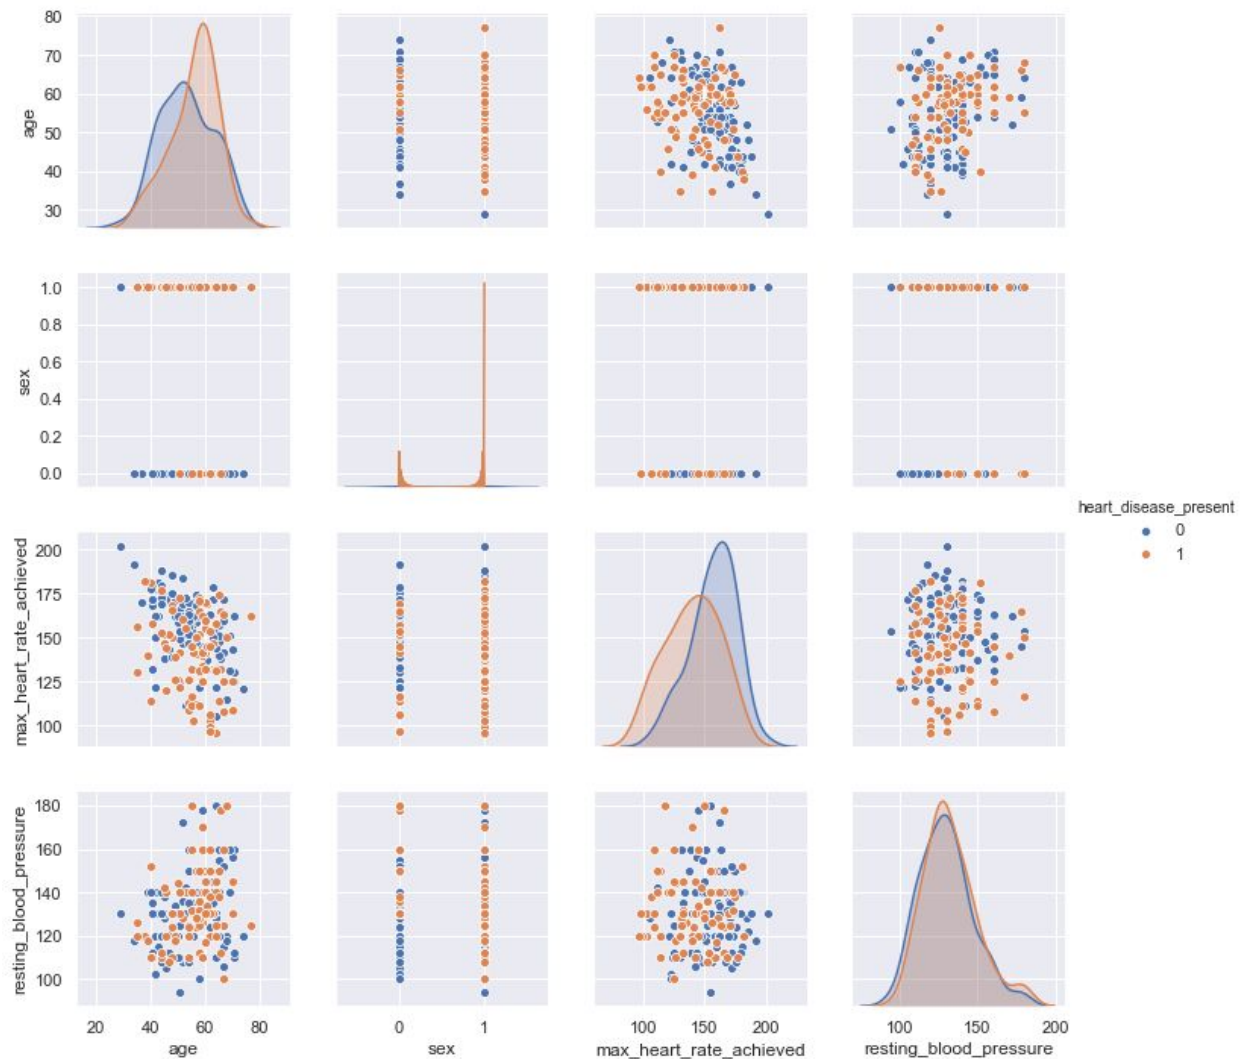 80
70
60
50
40
30
age
1.0
0.8
0.6
0.4
0.2
0.0
sex
heart_disease_present
0
1
200
175
150
125
100
max_heart_rate_achieved
180
160
140
120
100
resting_blood_pressure
20 40 60 80
0 1
100 150 200
100 150 200
age
sex
max_heart_rate_achieved
resting_blood_pressure